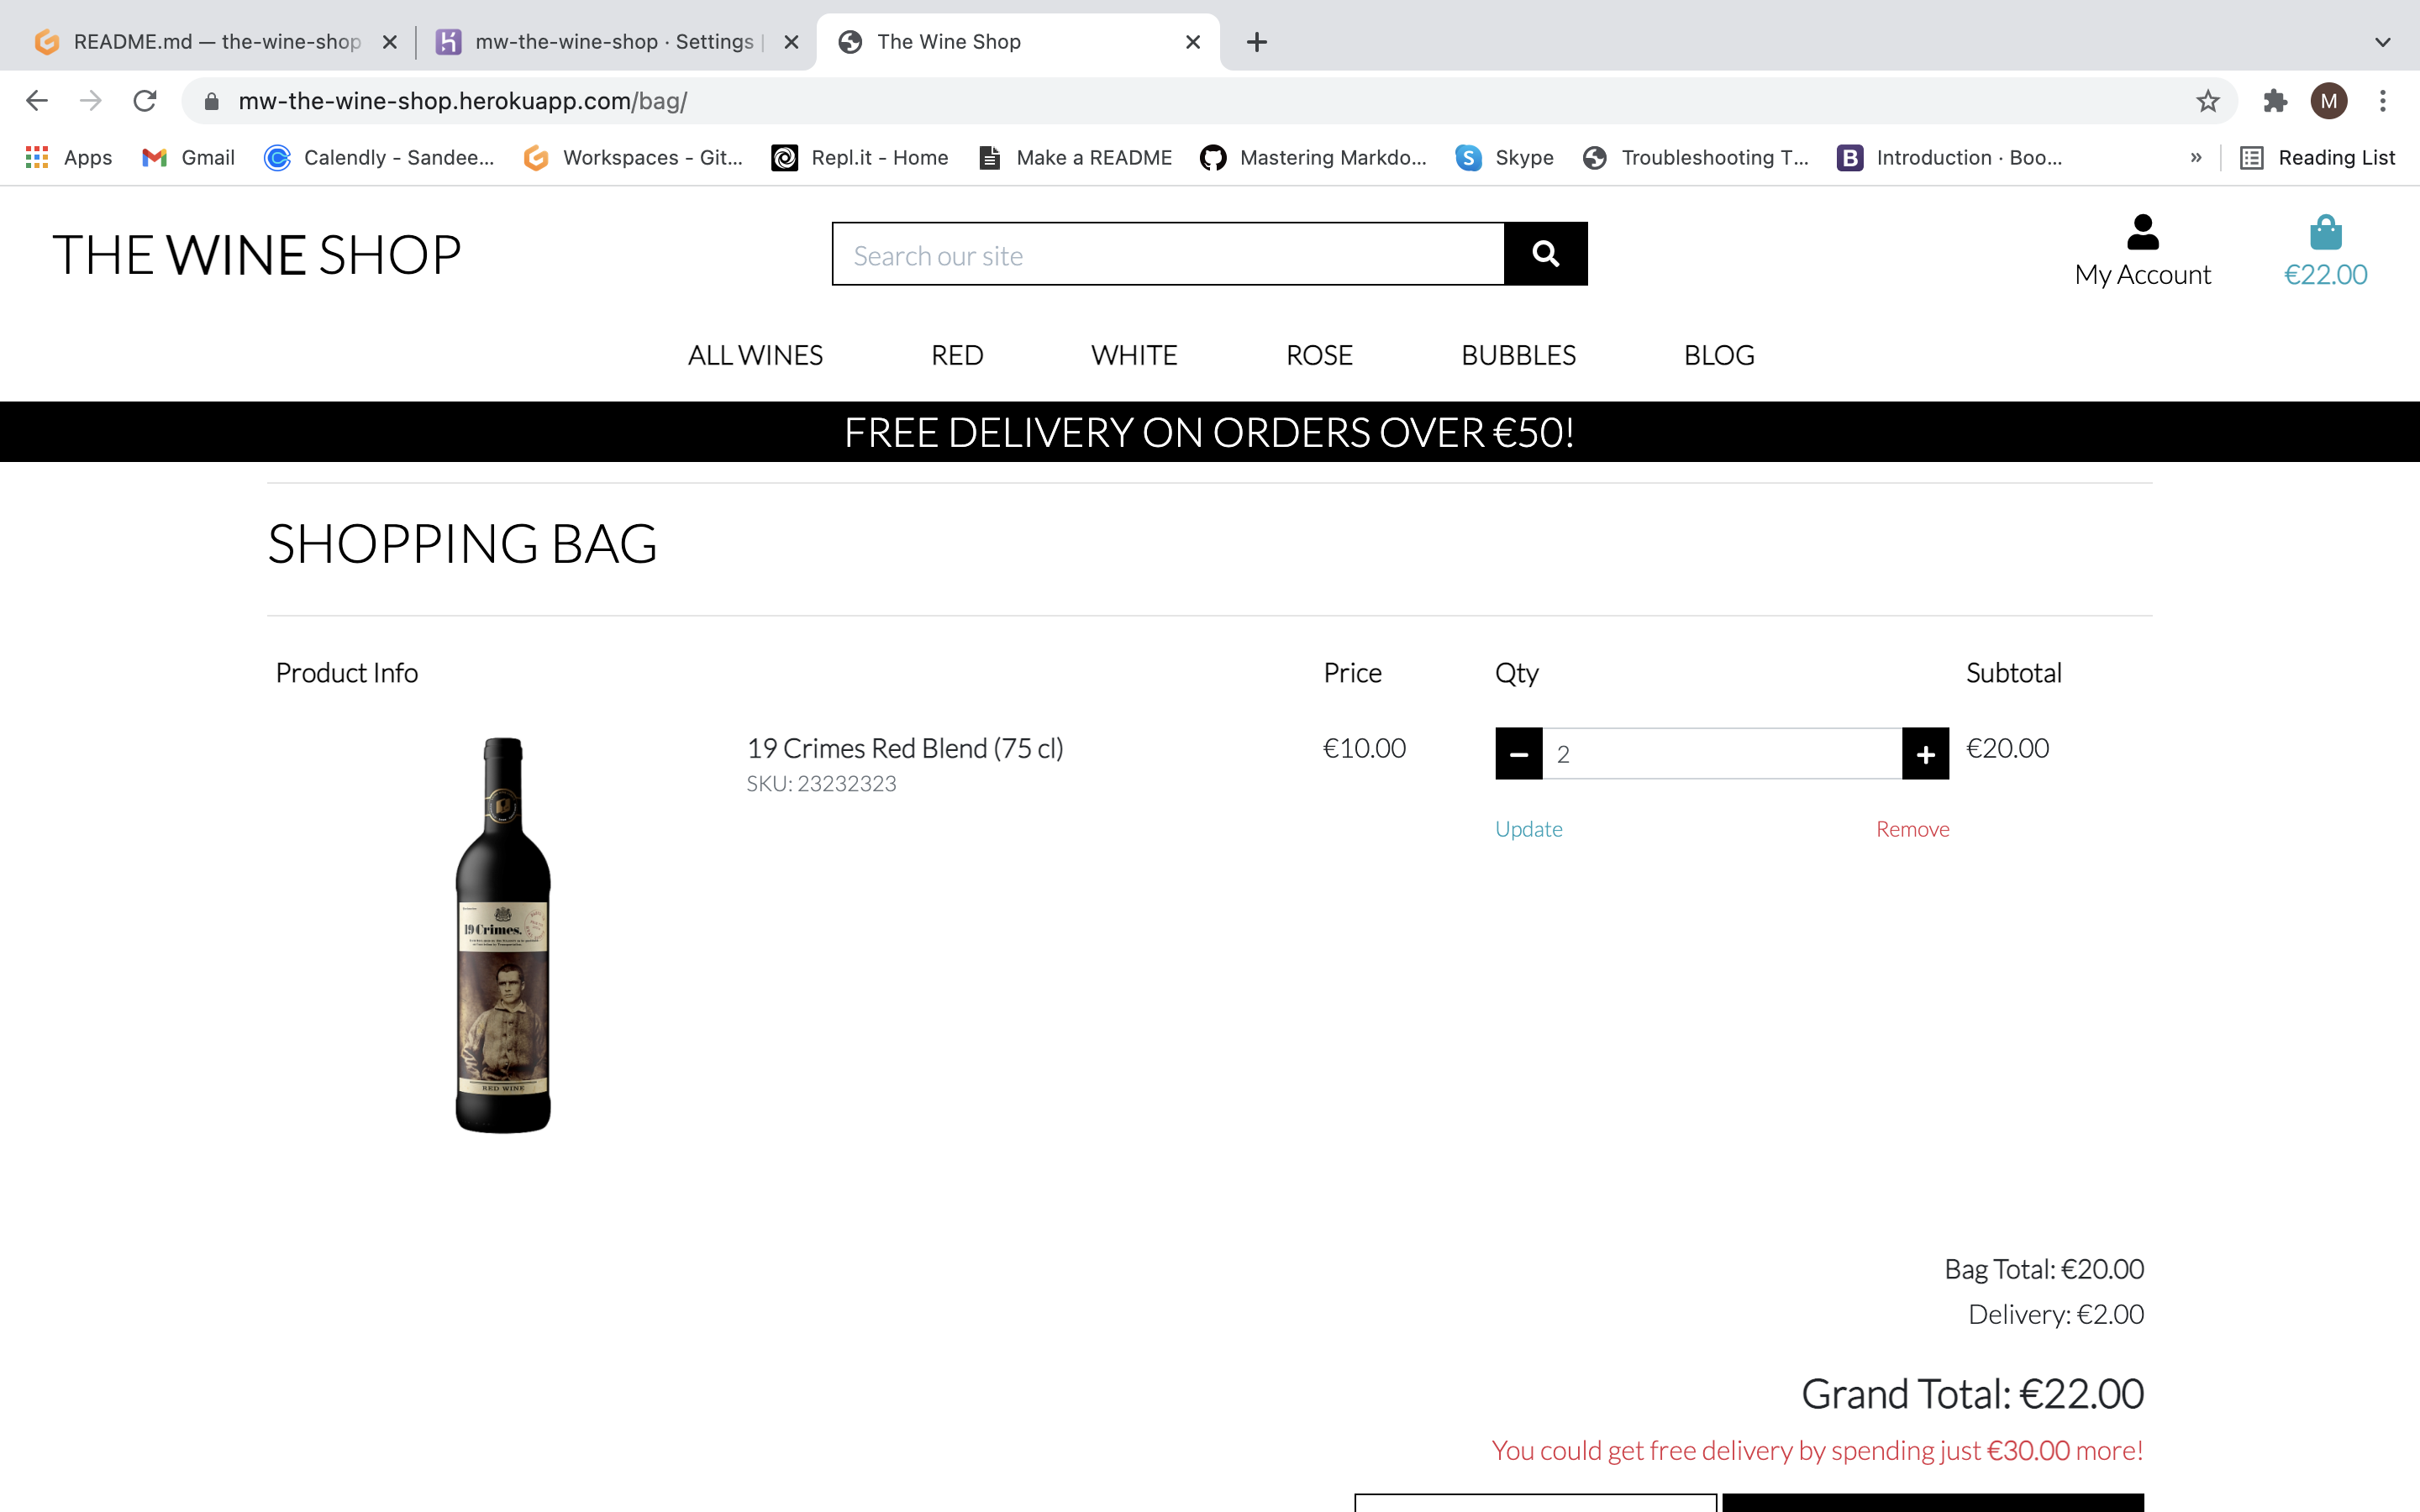 README.md — the-wine-shop
mw-the-wine-shop · Settings |
The Wine Shop
mw-the-wine-shop.herokuapp.com/bag/
M
Apps
Gmail
Calendly - Sandee...
Workspaces - Git...
Repl.it - Home
Make a README
Mastering Markdo...
Skype
Troubleshooting T...
B
Introduction · Boo...
»
Reading List
THE WINE SHOP
Search our site
My Account
€22.00
ALL WINES
RED
WHITE
ROSE
BUBBLES
BLOG
FREE DELIVERY ON ORDERS OVER €50!
SHOPPING BAG
Product Info
Price
Qty
Subtotal
19 Crimes Red Blend (75 cl)
SKU: 23232323
€10.00
2
€20.00
Update
Remove
19 Crimes.
RED WINE
Bag Total: €20.00
Delivery: €2.00
Grand Total: €22.00
You could get free delivery by spending just €30.00 more!